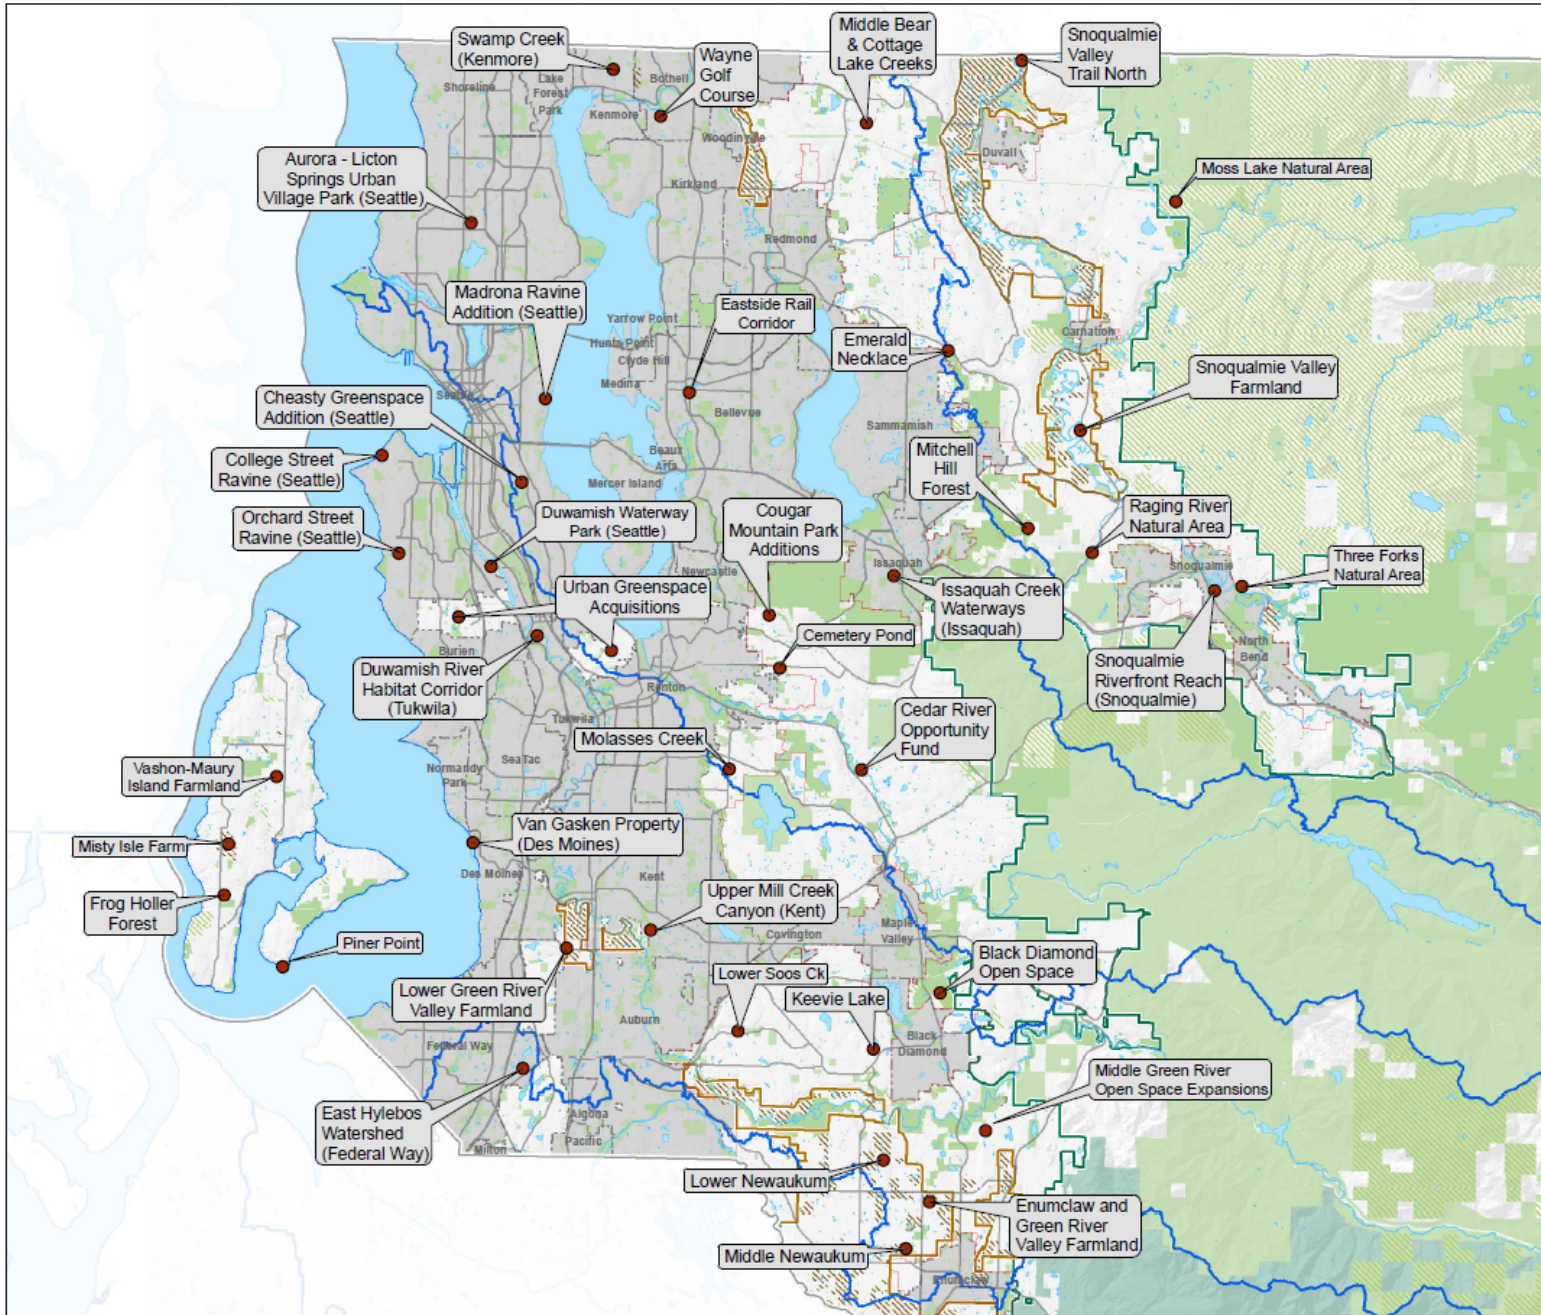 Swamp Creek
(Kenmore)
Wayne
Golf
Course
Middle Bear
& Cottage
Lake Creeks
Snoqualmie
Valley
Trail North
Shoreline
Lake
Forest
Park
Bothell
Kenmore
Woodinville
Duvall
Aurora - Licton
Springs Urban
Village Park (Seattle)
Kirkland
Moss Lake Natural Area
Redmond
Madrona Ravine
Addition (Seattle)
Eastside Rail
Corridor
Yarrow Point
Hunts Point
Clyde Hill
Medina
Emerald
Necklace
Carnation
Snoqualmie Valley
Farmland
Seattle
Cheasty Greenspace
Addition (Seattle)
Bellevue
Sammamish
College Street
Ravine (Seattle)
Beaux
Arts
Mercer Island
Mitchell
Hill
Forest
Orchard Street
Ravine (Seattle)
Duwamish Waterway
Park (Seattle)
Cougar
Mountain Park
Additions
Raging River
Natural Area
Newcastle
Issaquah
Snoqualmie
Three Forks
Natural Area
Urban Greenspace
Acquisitions
Issaquah Creek
Waterways
(Issaquah)
Cemetery Pond
Burien
North
Bend
Duwamish River
Habitat Corridor
(Tukwila)
Renton
Snoqualmie
Riverfront Reach
(Snoqualmie)
Tukwila
Molasses Creek
Cedar River
Opportunity
Fund
SeaTac
Normandy
Park
Vashon-Maury
Island Farmland
Misty Isle Farm
Van Gasken Property
(Des Moines)
Des Moines
Kent
Frog Holler
Forest
Upper Mill Creek
Canyon (Kent)
Covington
Maple
Valley
Piner Point
Black Diamond
Open Space
Lower Green River
Valley Farmland
Lower Soos Ck
Keevie Lake
Auburn
Federal Way
Black
Diamond
Middle Green River
Open Space Expansions
East Hylebos
Watershed
(Federal Way)
Algona
Pacific
Milton
Lower Newaukum
Enumclaw and
Green River
Valley Farmland
Middle Newaukum
Enumclaw